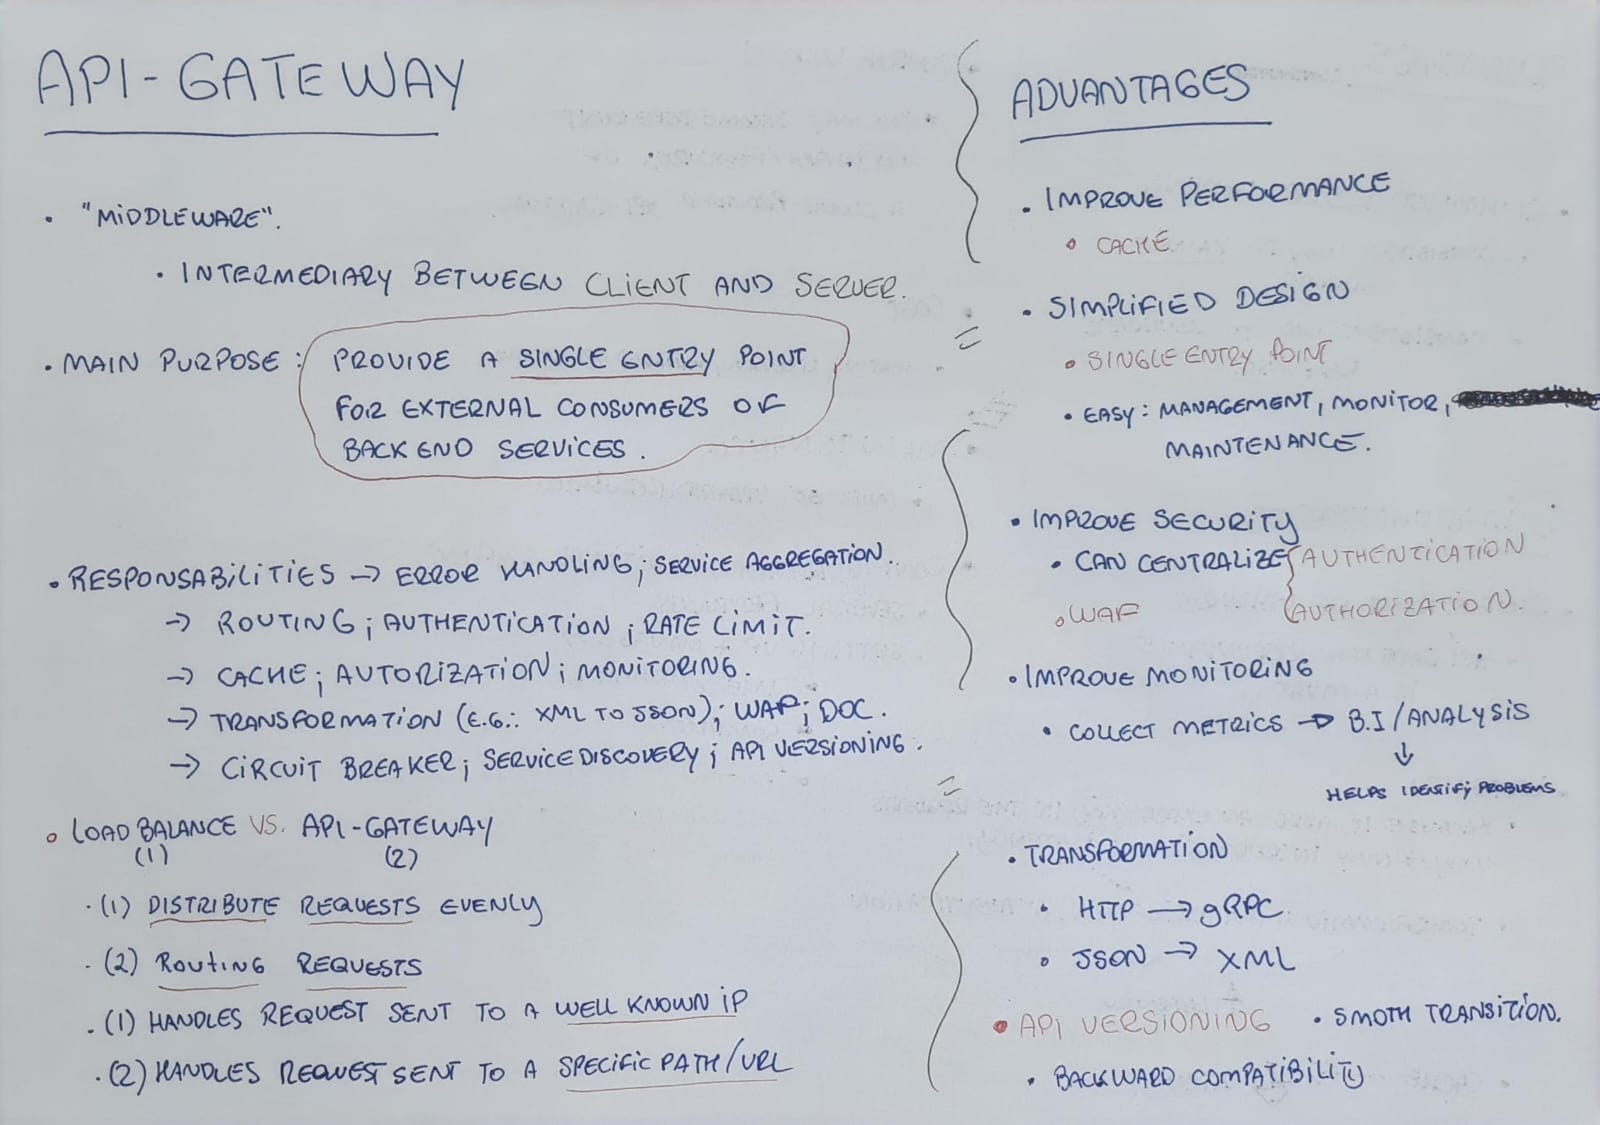 API-GATEWAY
• "MIDDLEWARE".
• INTERMEDIARY BETWEEN CLIENT AND SERVER.
• MAIN PURPOSE: PROVIDE A SINGLE ENTRY POINT
FOR EXTERNAL CONSUMERS OF
BACKEND SERVICES.
• RESPONSABILITIES → ERROR HANDLING; SERVICE AGGREGATION.
→ ROUTING; AUTHENTICATION; RATE LIMIT.
→ CACHE; AUTORIZATION; MONITORING.
→ TRANSFORMATION (E.G.: XML TO JSON); WAF; DOC.
→ CIRCUIT BREAKER; SERVICE DISCOVERY; API VERSIONING.
• LOAD BALANCE VS. API-GATEWAY
(1) (2)
• (1) DISTRIBUTE REQUESTS EVENLY
• (2) ROUTING REQUESTS
• (1) HANDLES REQUEST SENT TO A WELL KNOWN IP
• (2) HANDLES REQUEST SENT TO A SPECIFIC PATH/URL
ADVANTAGES
• IMPROVE PERFORMANCE
• CACHE
• SIMPLIFIED DESIGN
• SINGLE ENTRY POINT
• EASY: MANAGEMENT, MONITOR,
MAINTENANCE.
• IMPROVE SECURITY
• CAN CENTRALIZE { AUTHENTICATION
• WAF AUTHORIZATION.
• IMPROVE MONITORING
• COLLECT METRICS → B.I/ANALYSIS
↓
HELPS IDENTIFY PROBLEMS
• TRANSFORMATION
• HTTP → gRPC
• JSON → XML
• API VERSIONING • SMOTH TRANSITION.
• BACKWARD COMPATIBILITY